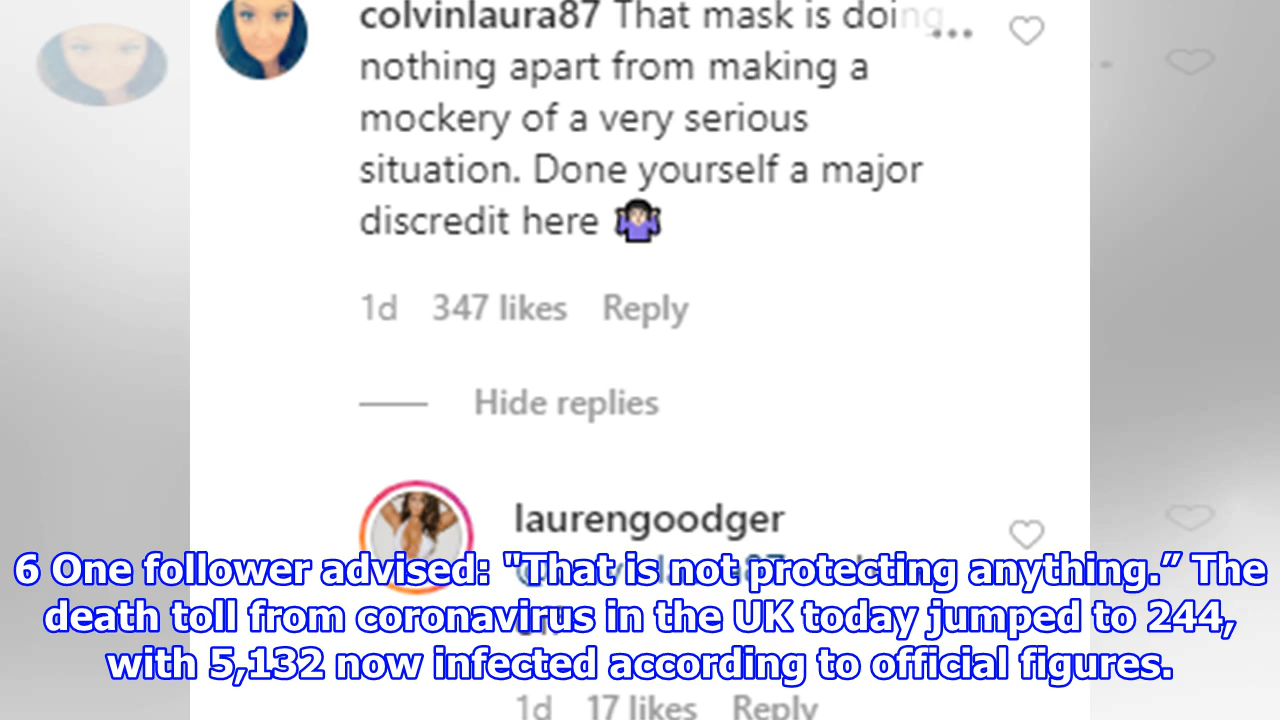 colvinlaura87 That mask is doing
nothing apart from making a
mockery of a very serious
situation. Done yourself a major
discredit here 🤷🏻‍♀️
1d 347 likes Reply
Hide replies
laurengoodger
6 One follower advised: "That is not protecting anything.” The
death toll from coronavirus in the UK today jumped to 244,
with 5,132 now infected according to official figures.
1d 17 likes Reply